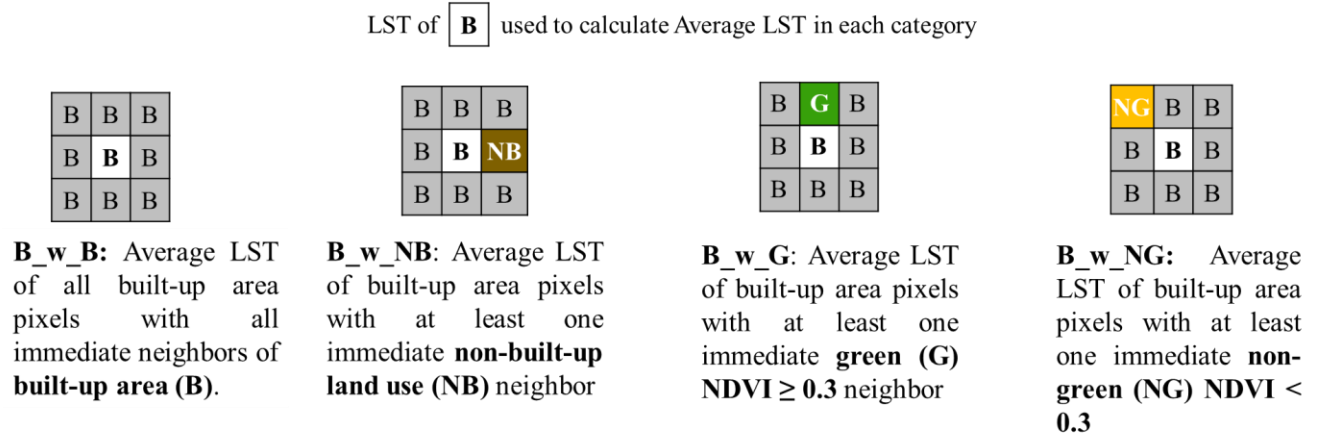 LST of B used to calculate Average LST in each category
B B B
B B B
B B B
B_w_B: Average LST
of all built-up area
pixels with all
immediate neighbors of
built-up area (B).
B B B
B B NB
B B B
B_w_NB: Average LST
of built-up area pixels
with at least one
immediate non-built-up
land use (NB) neighbor
B G B
B B B
B B B
B_w_G: Average LST
of built-up area pixels
with at least one
immediate green (G)
NDVI ≥ 0.3 neighbor
NG B B
B B B
B B B
B_w_NG: Average
LST of built-up area
pixels with at least
one immediate non-
green (NG) NDVI <
0.3